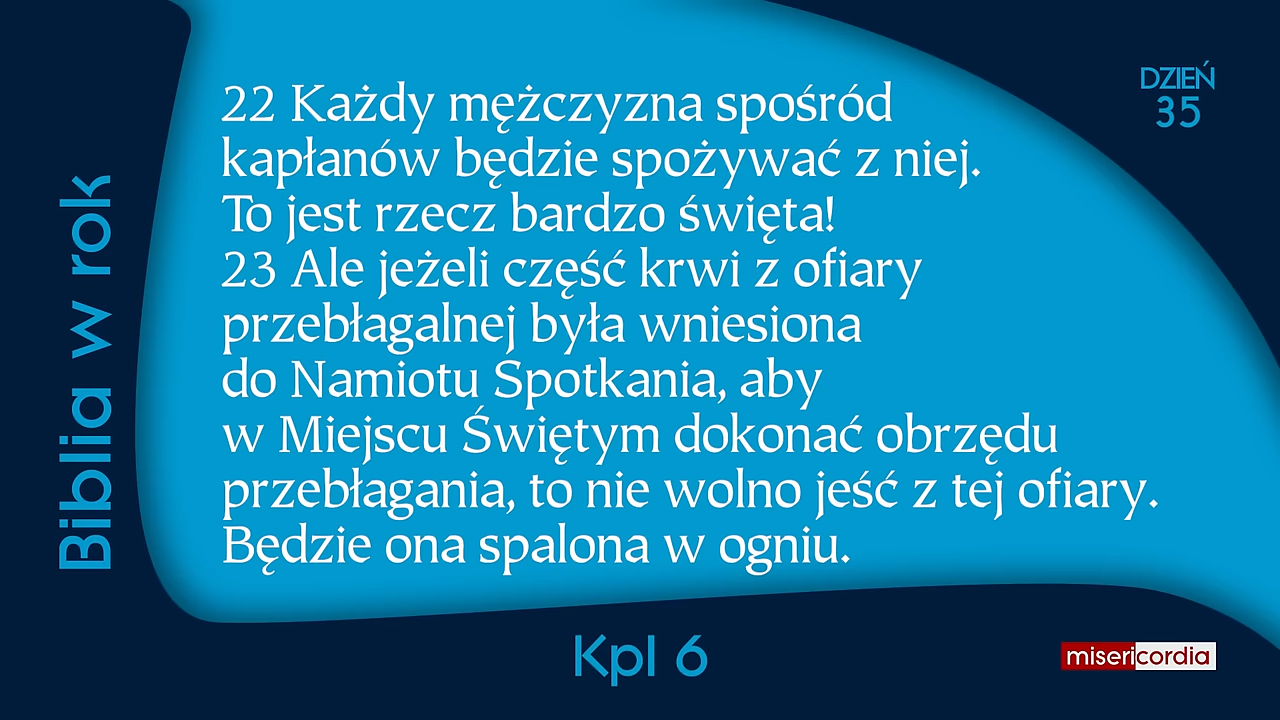 DZIEŃ
35
22 Każdy mężczyzna spośród
kapłanów będzie spożywać z niej.
To jest rzecz bardzo święta!
23 Ale jeżeli część krwi z ofiary
przebłagalnej była wniesiona
do Namiotu Spotkania, aby
w Miejscu Świętym dokonać obrzędu
przebłagania, to nie wolno jeść z tej ofiary.
Będzie ona spalona w ogniu.
Biblia w rok
Kpl 6
misericordia